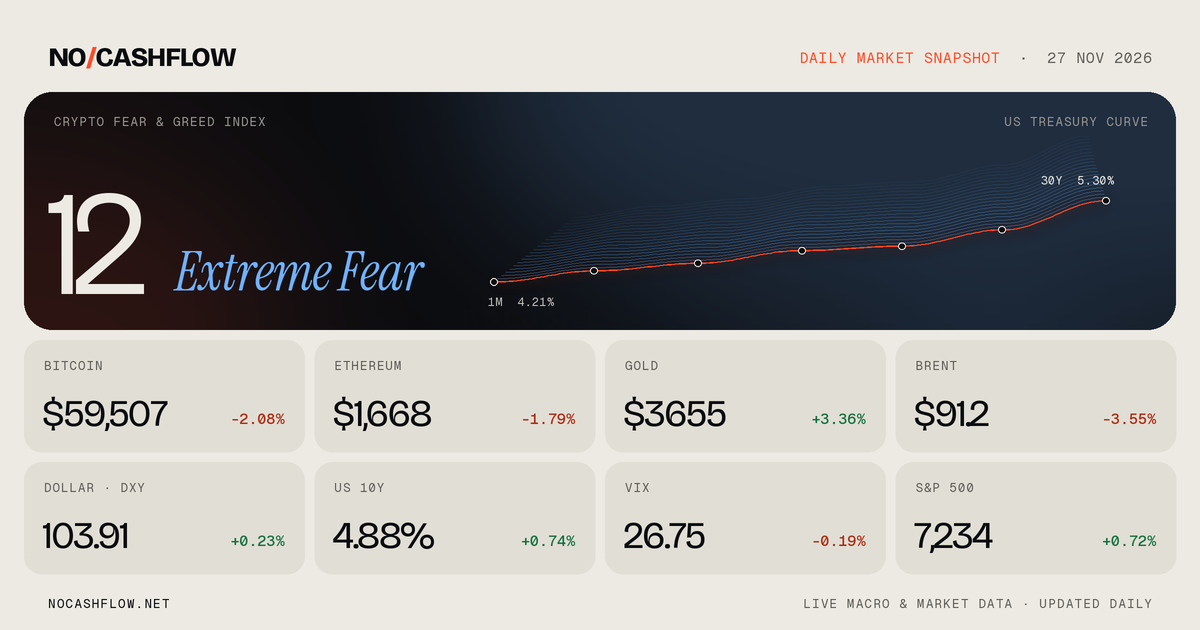 NO/CASHFLOW
DAILY MARKET SNAPSHOT · 27 NOV 2026
CRYPTO FEAR & GREED INDEX
US TREASURY CURVE
12 Extreme Fear
30Y 5.30%
1M 4.21%
BITCOIN
$59,507 -2.08%
ETHEREUM
$1,668 -1.79%
GOLD
$3655 +3.36%
BRENT
$91.2 -3.55%
DOLLAR · DXY
103.91 +0.23%
US 10Y
4.88% +0.74%
VIX
26.75 -0.19%
S&P 500
7,234 +0.72%
NOCASHFLOW.NET
LIVE MACRO & MARKET DATA · UPDATED DAILY